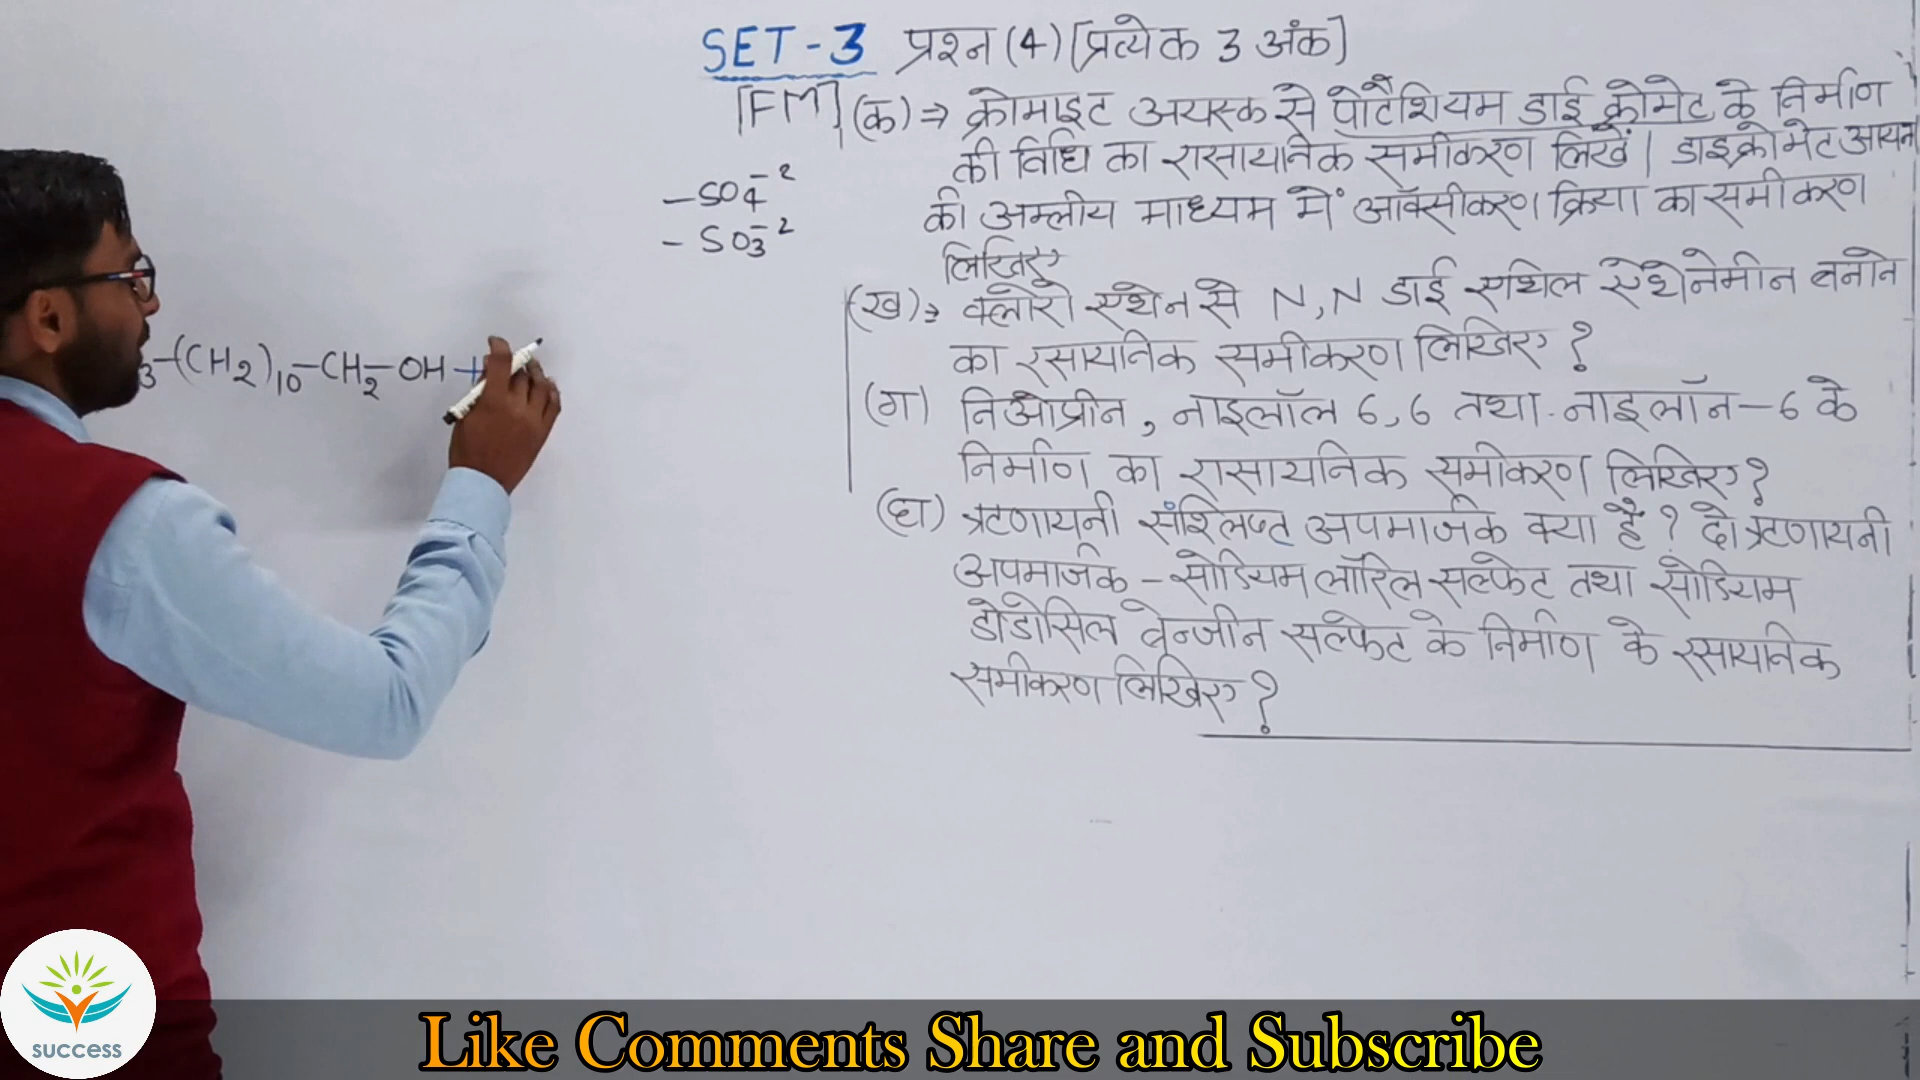 SET-3 प्रश्न (4) [प्रत्येक 3 अंक]
[FM] (क) ⇒ क्रोमाइट अयस्क से पोटैशियम डाई क्रोमेट के निर्माण
की विधि का रासायनिक समीकरण लिखें। डाइक्रोमेट आयन
की अम्लीय माध्यम में ऑक्सीकरण क्रिया का समीकरण
लिखिए
(ख) ⇒ क्लोरो एथेन से N,N डाई एथिल ऐथेनेमीन बनाने
का रसायनिक समीकरण लिखिए?
(ग) निओप्रीन, नाइलॉल 6,6 तथा नाइलॉन-6 के
निर्माण का रासायनिक समीकरण लिखिए?
(घ) ऋणायनी संश्लिष्ट अपमार्जक क्या है? दो ऋणायनी
अपमार्जक - सोडियम लॉरिल सल्फेट तथा सोडियम
डोडेसिल बेन्जीन सल्फेट के निर्माण के रसायनिक
समीकरण लिखिए?
-SO4^-2
-SO3^-2
3-(CH2)10-CH2-OH +
success
Like Comments Share and Subscribe